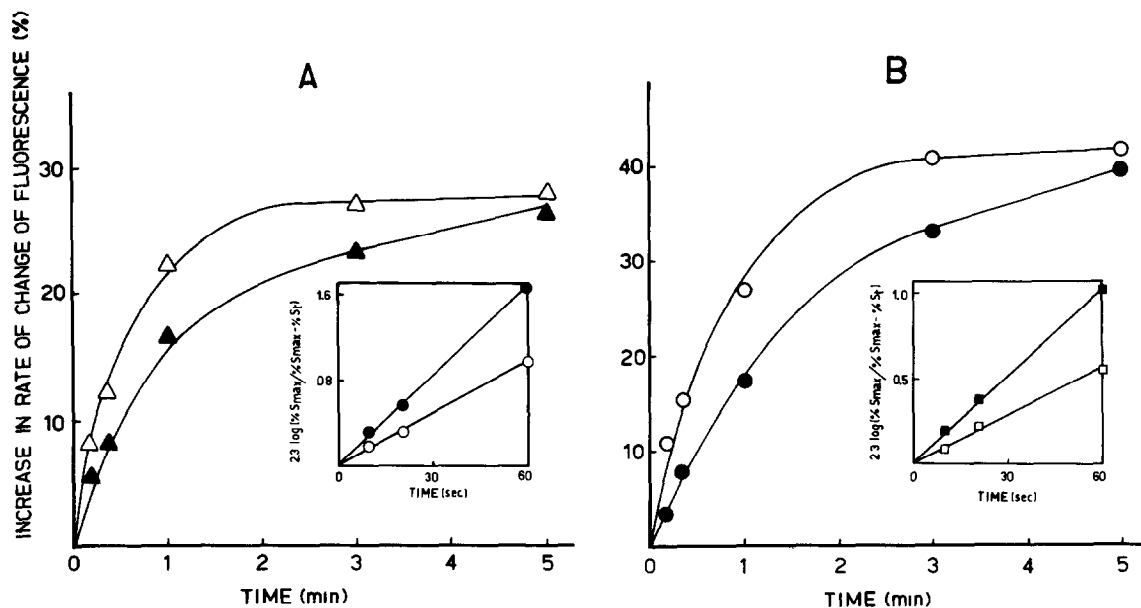 INCREASE IN RATE OF CHANGE OF FLUORESCENCE (%)
A
30
20
10
0
0 1 2 3 4 5
TIME (min)
2.3 log (% Smax/% Smax - % St)
1.6
0.8
0 30 60
TIME (sec)
B
40
30
20
10
0
0 1 2 3 4 5
TIME (min)
2.3 log (% Smax/% Smax - % St)
1.0
0.5
0 30 60
TIME (sec)